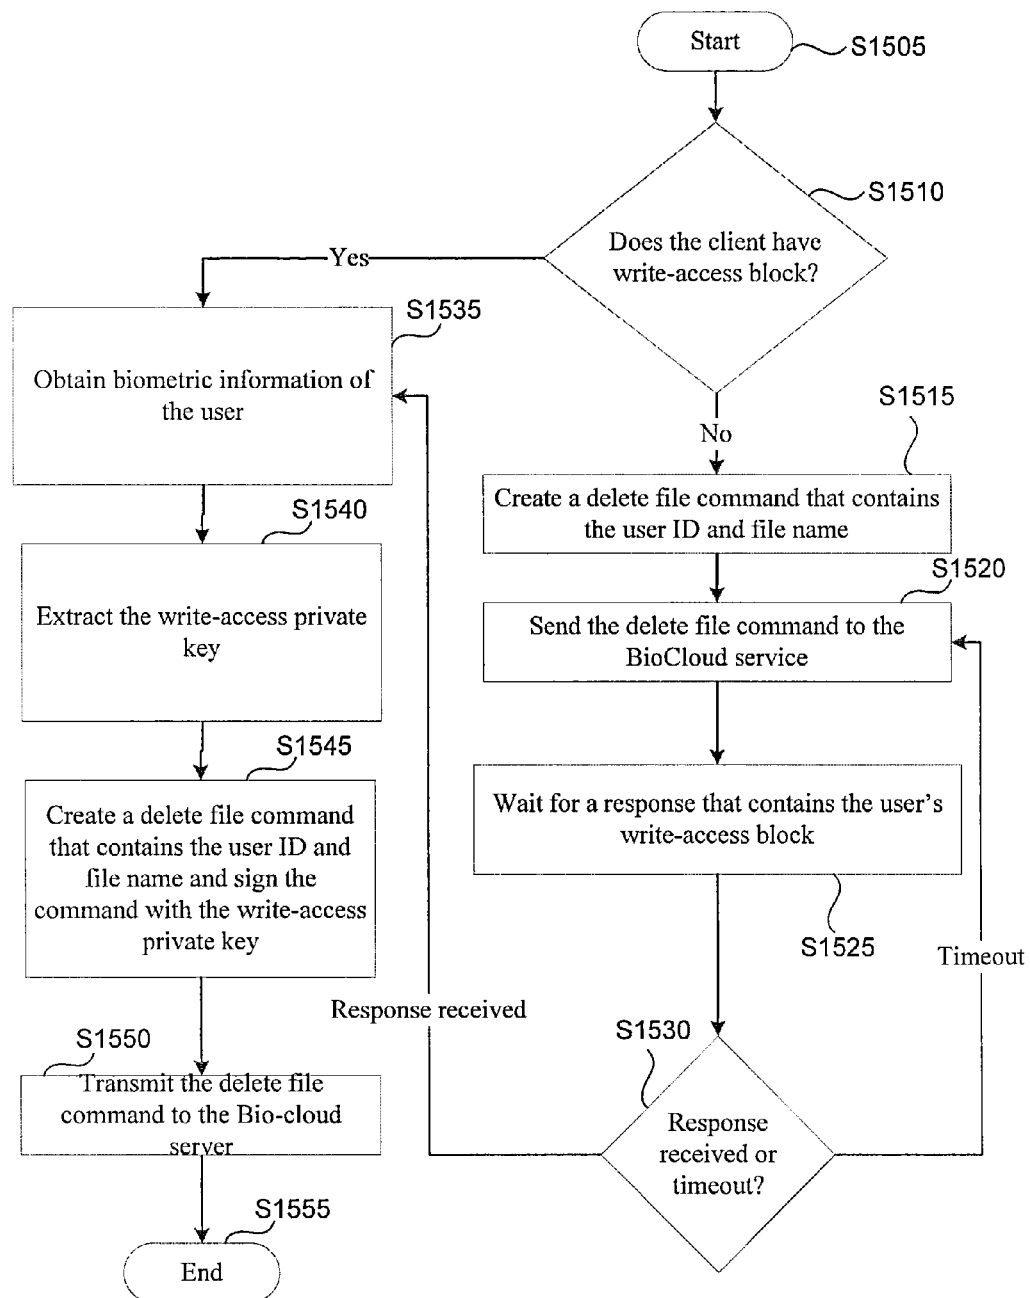 Start
S1505
S1510
Does the client have
write-access block?
Yes
No
S1535
Obtain biometric information of
the user
S1515
Create a delete file command that contains
the user ID and file name
S1540
Extract the write-access private
key
S1520
Send the delete file command to the
BioCloud service
S1545
Create a delete file command
that contains the user ID and
file name and sign the
command with the write-access
private key
Wait for a response that contains the user's
write-access block
S1525
Timeout
Response received
S1530
Response
received or
timeout?
S1550
Transmit the delete file
command to the Bio-cloud
server
S1555
End